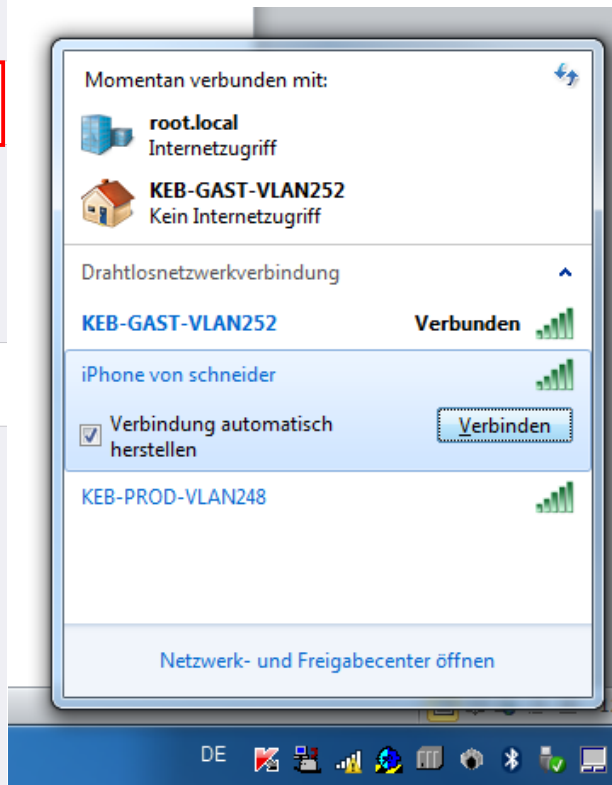 Momentan verbunden mit:
root.local
Internetzugriff
KEB-GAST-VLAN252
Kein Internetzugriff
Drahtlosnetzwerkverbindung
KEB-GAST-VLAN252 Verbunden
iPhone von schneider
Verbindung automatisch
herstellen
Verbinden
KEB-PROD-VLAN248
Netzwerk- und Freigabecenter öffnen
DE